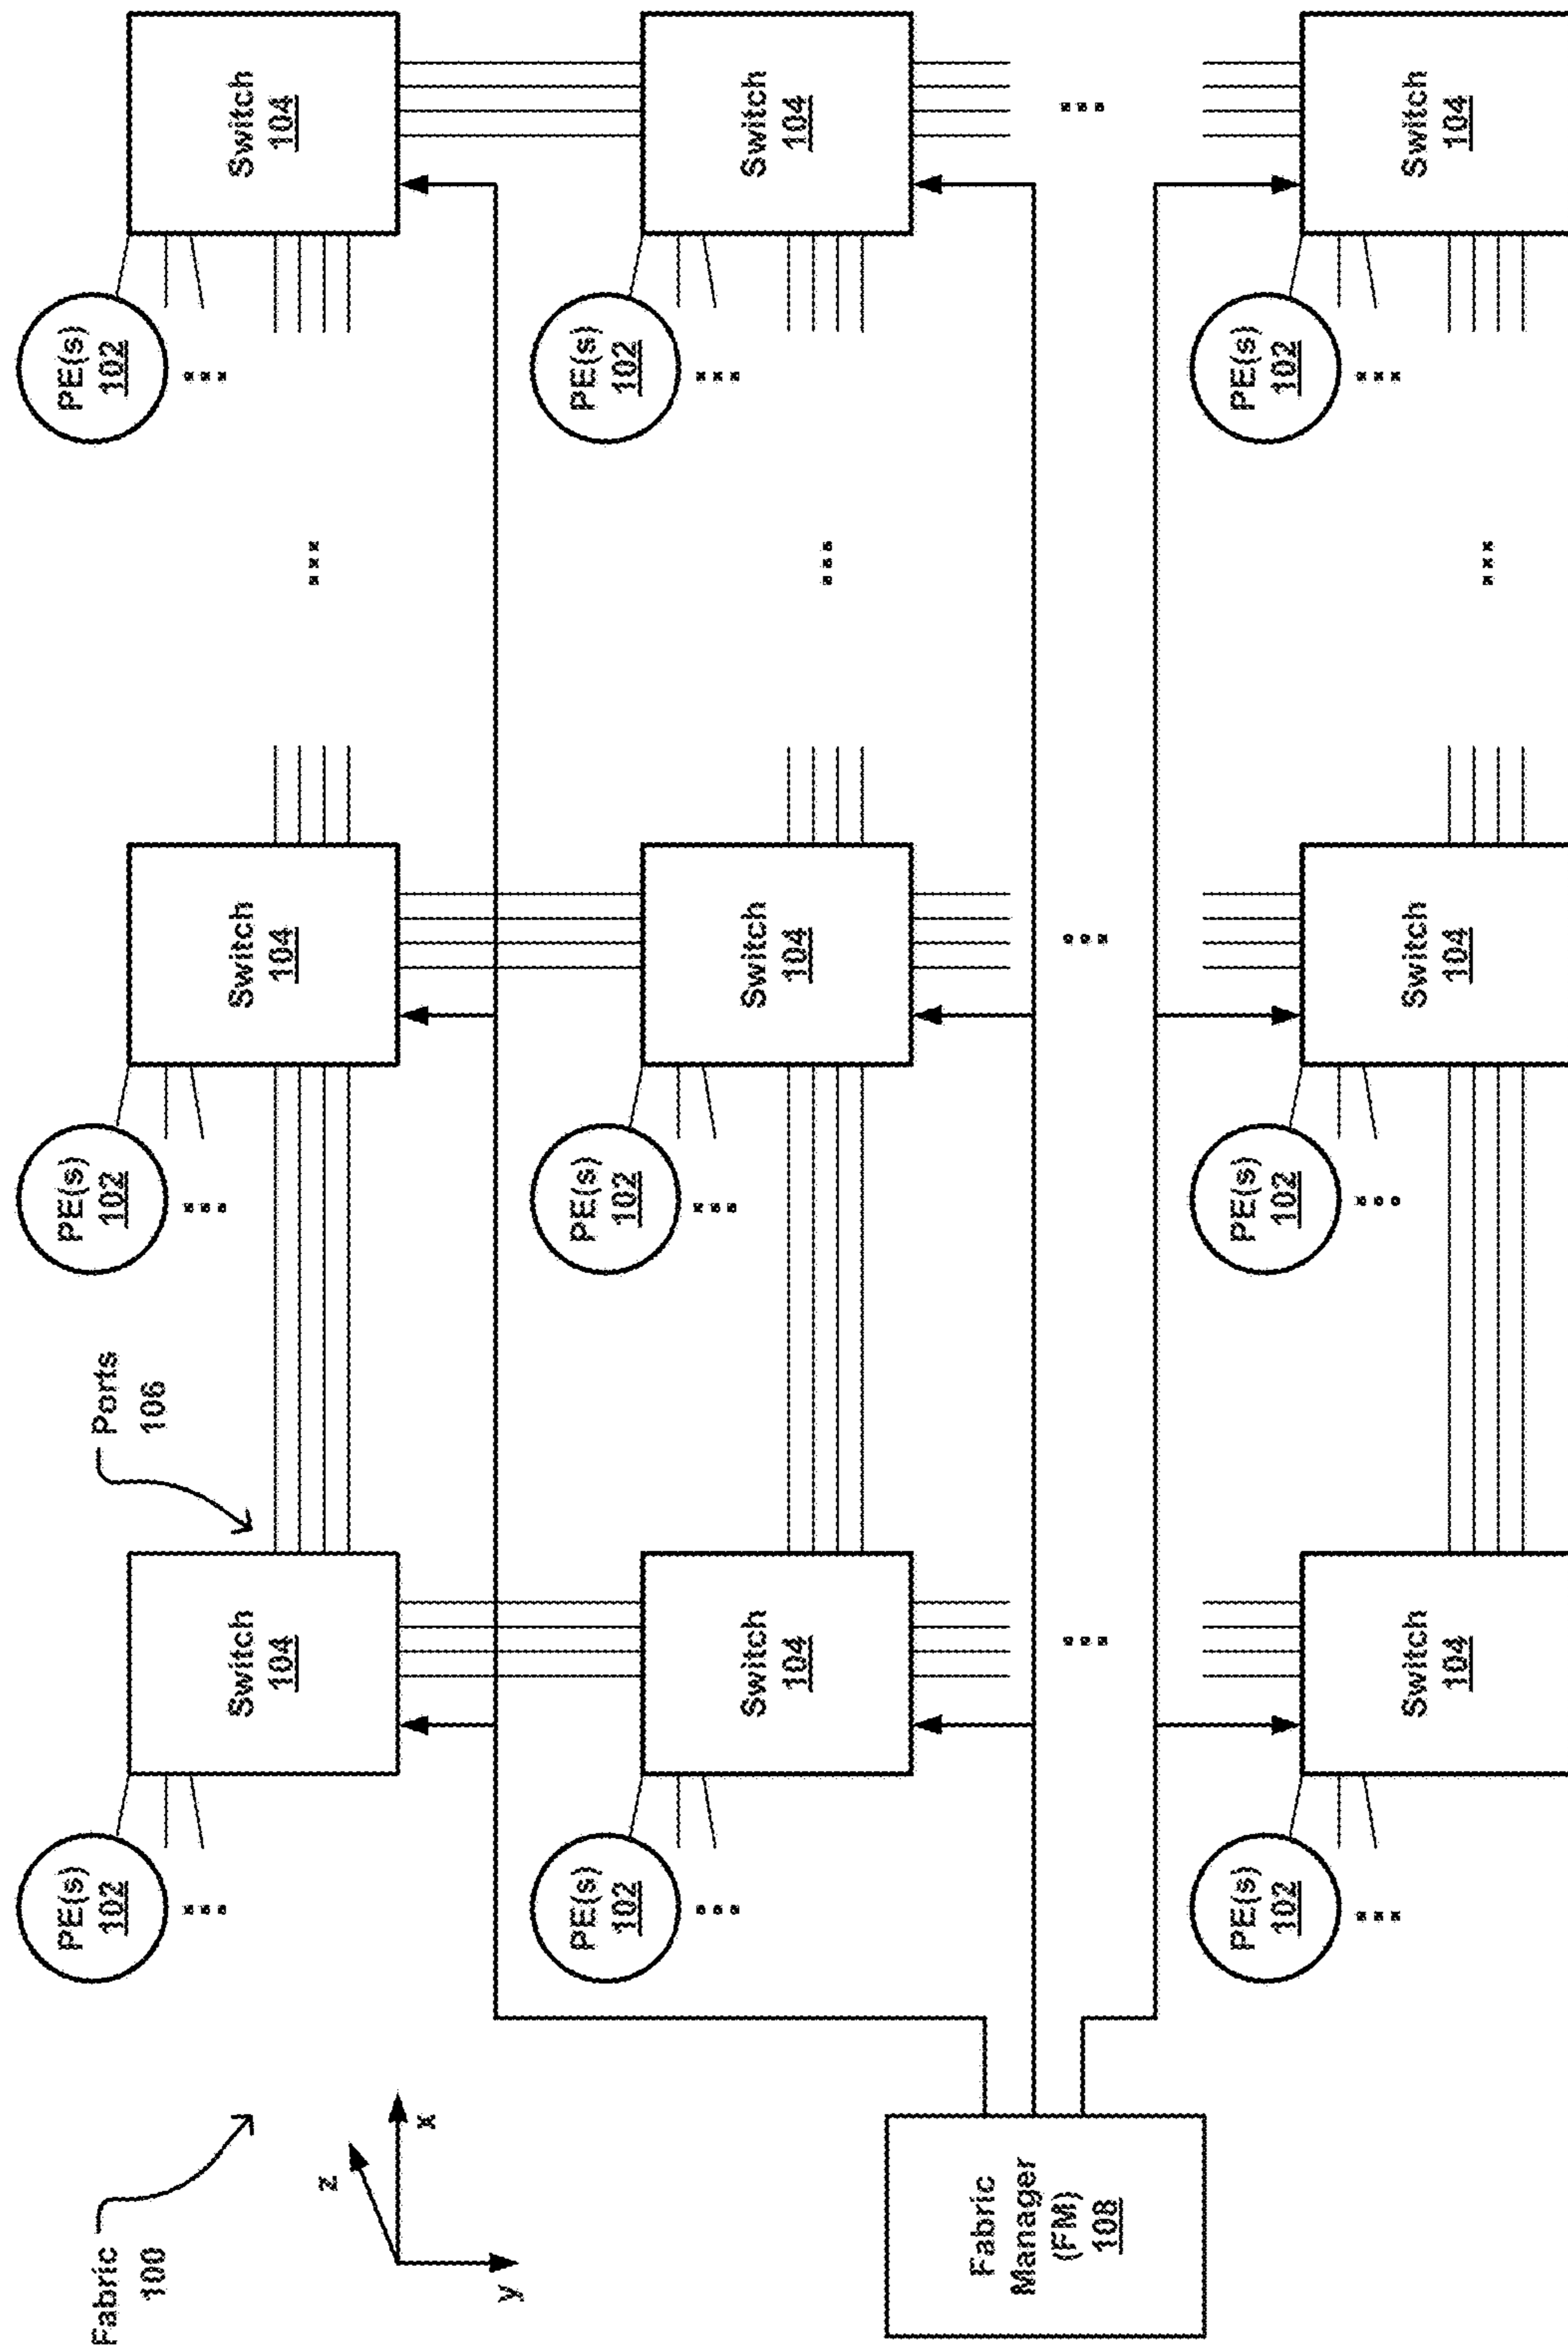 Fabric
100
Ports
106
PE(s)
102
PE(s)
102
PE(s)
102
Switch
104
Switch
104
Switch
104
z
x
y
PE(s)
102
PE(s)
102
PE(s)
102
Switch
104
Switch
104
Switch
104
Fabric
Manager
(FM)
108
PE(s)
102
PE(s)
102
PE(s)
102
Switch
104
Switch
104
Switch
104